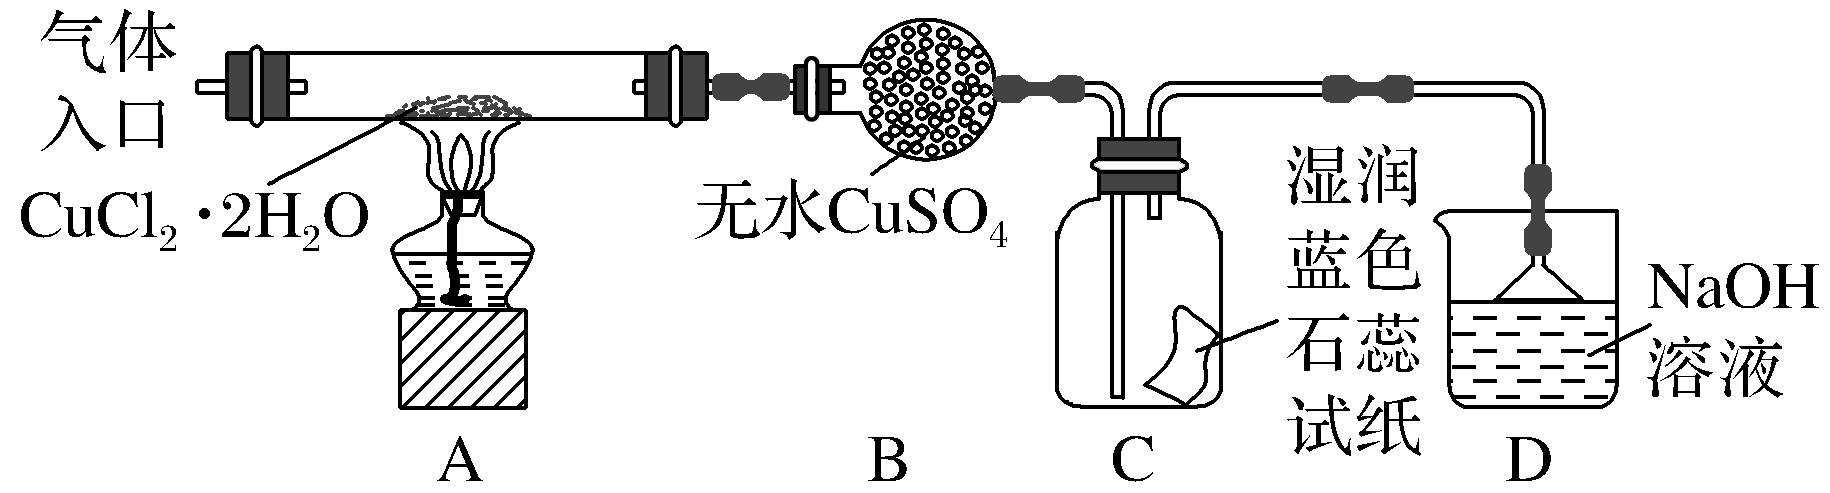 气体
入口
CuCl₂·2H₂O
无水CuSO₄
湿润
蓝色
石蕊
试纸
NaOH
溶液
A
B
C
D